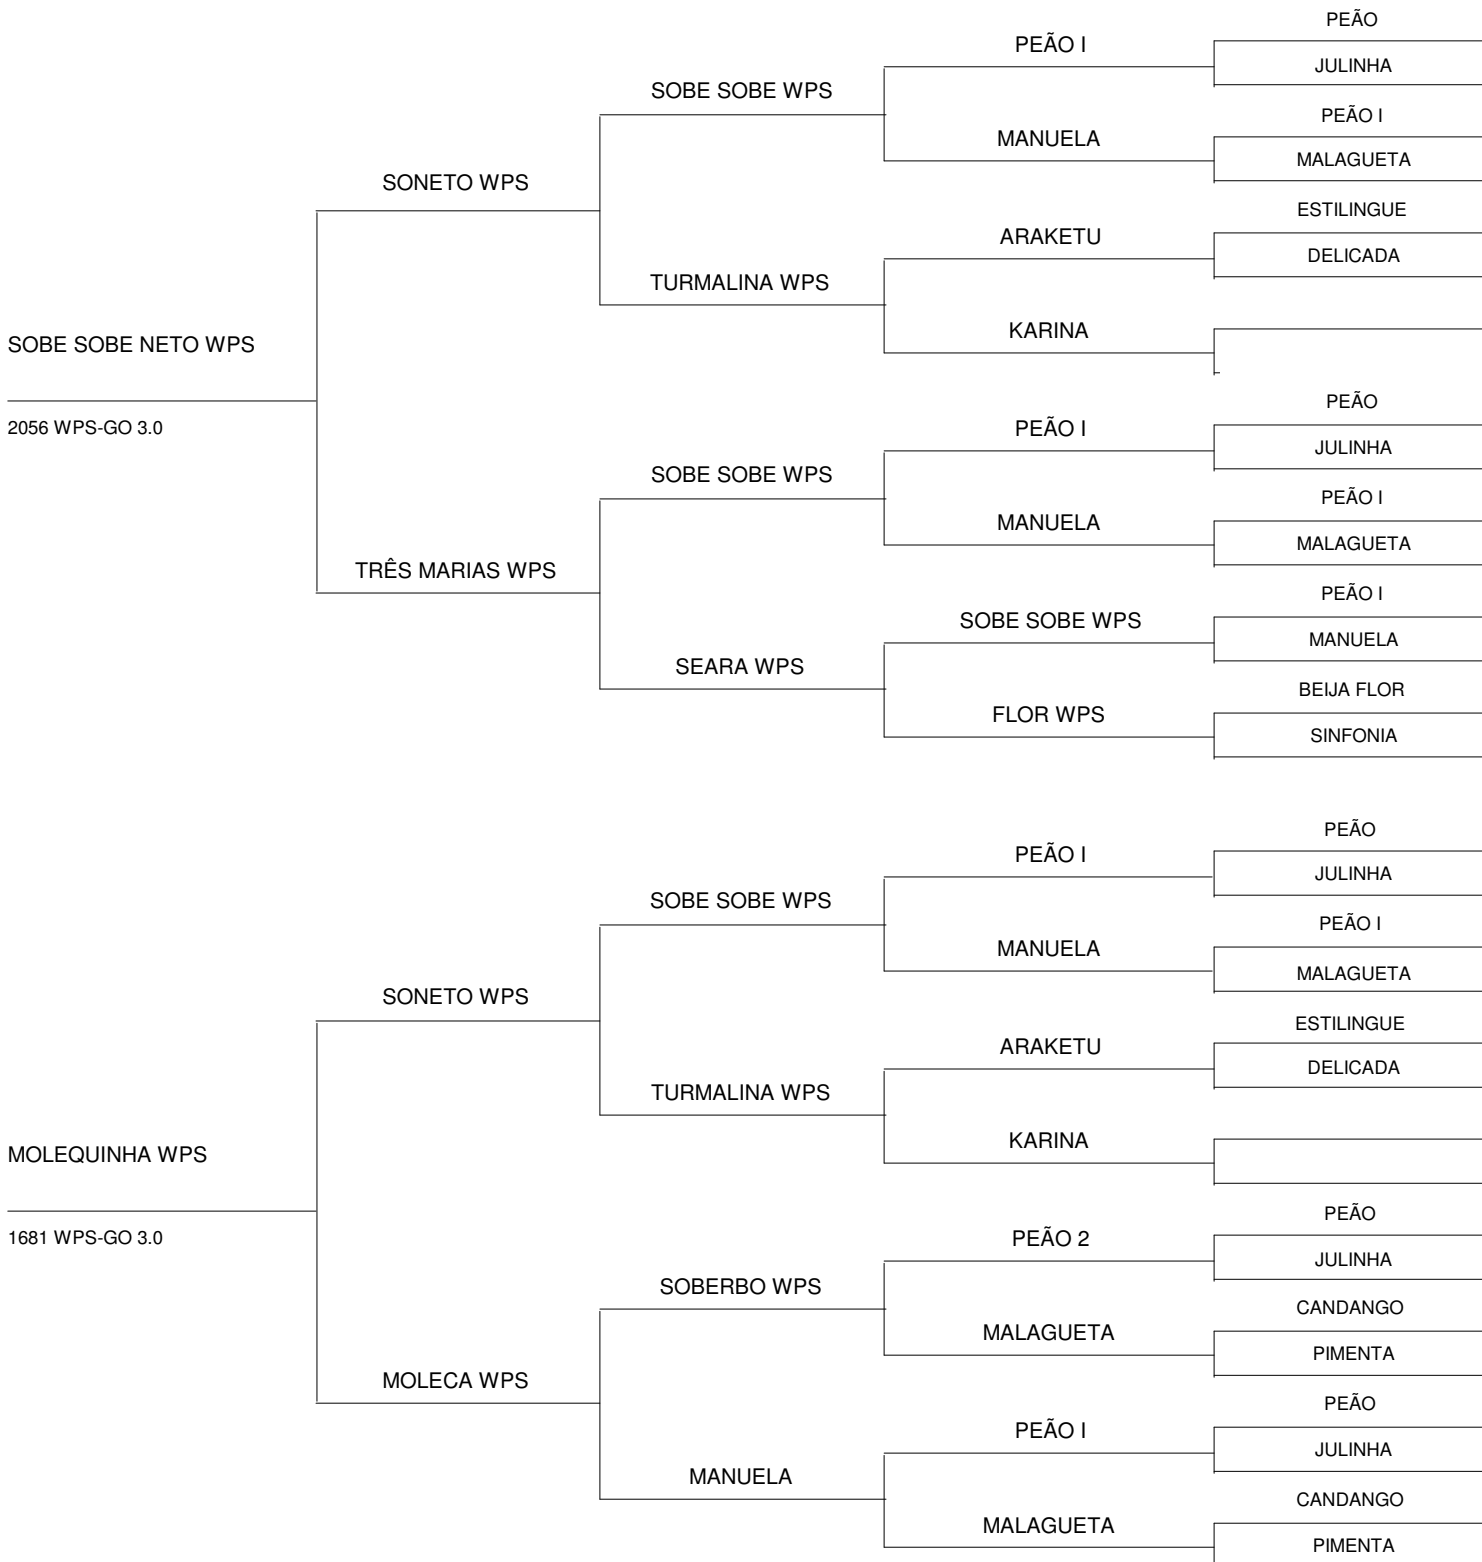 PEÃO
PEÃO I
JULINHA
SOBE SOBE WPS
PEÃO I
MANUELA
MALAGUETA
SONETO WPS
ESTILINGUE
ARAKETU
DELICADA
TURMALINA WPS
KARINA
SOBE SOBE NETO WPS
PEÃO
2056 WPS-GO 3.0
PEÃO I
JULINHA
SOBE SOBE WPS
PEÃO I
MANUELA
MALAGUETA
TRÊS MARIAS WPS
PEÃO I
SOBE SOBE WPS
MANUELA
SEARA WPS
BEIJA FLOR
FLOR WPS
SINFONIA
PEÃO
PEÃO I
JULINHA
SOBE SOBE WPS
PEÃO I
MANUELA
MALAGUETA
SONETO WPS
ESTILINGUE
ARAKETU
DELICADA
TURMALINA WPS
KARINA
MOLEQUINHA WPS
PEÃO
1681 WPS-GO 3.0
PEÃO 2
JULINHA
SOBERBO WPS
CANDANGO
MALAGUETA
PIMENTA
MOLECA WPS
PEÃO
PEÃO I
JULINHA
MANUELA
CANDANGO
MALAGUETA
PIMENTA